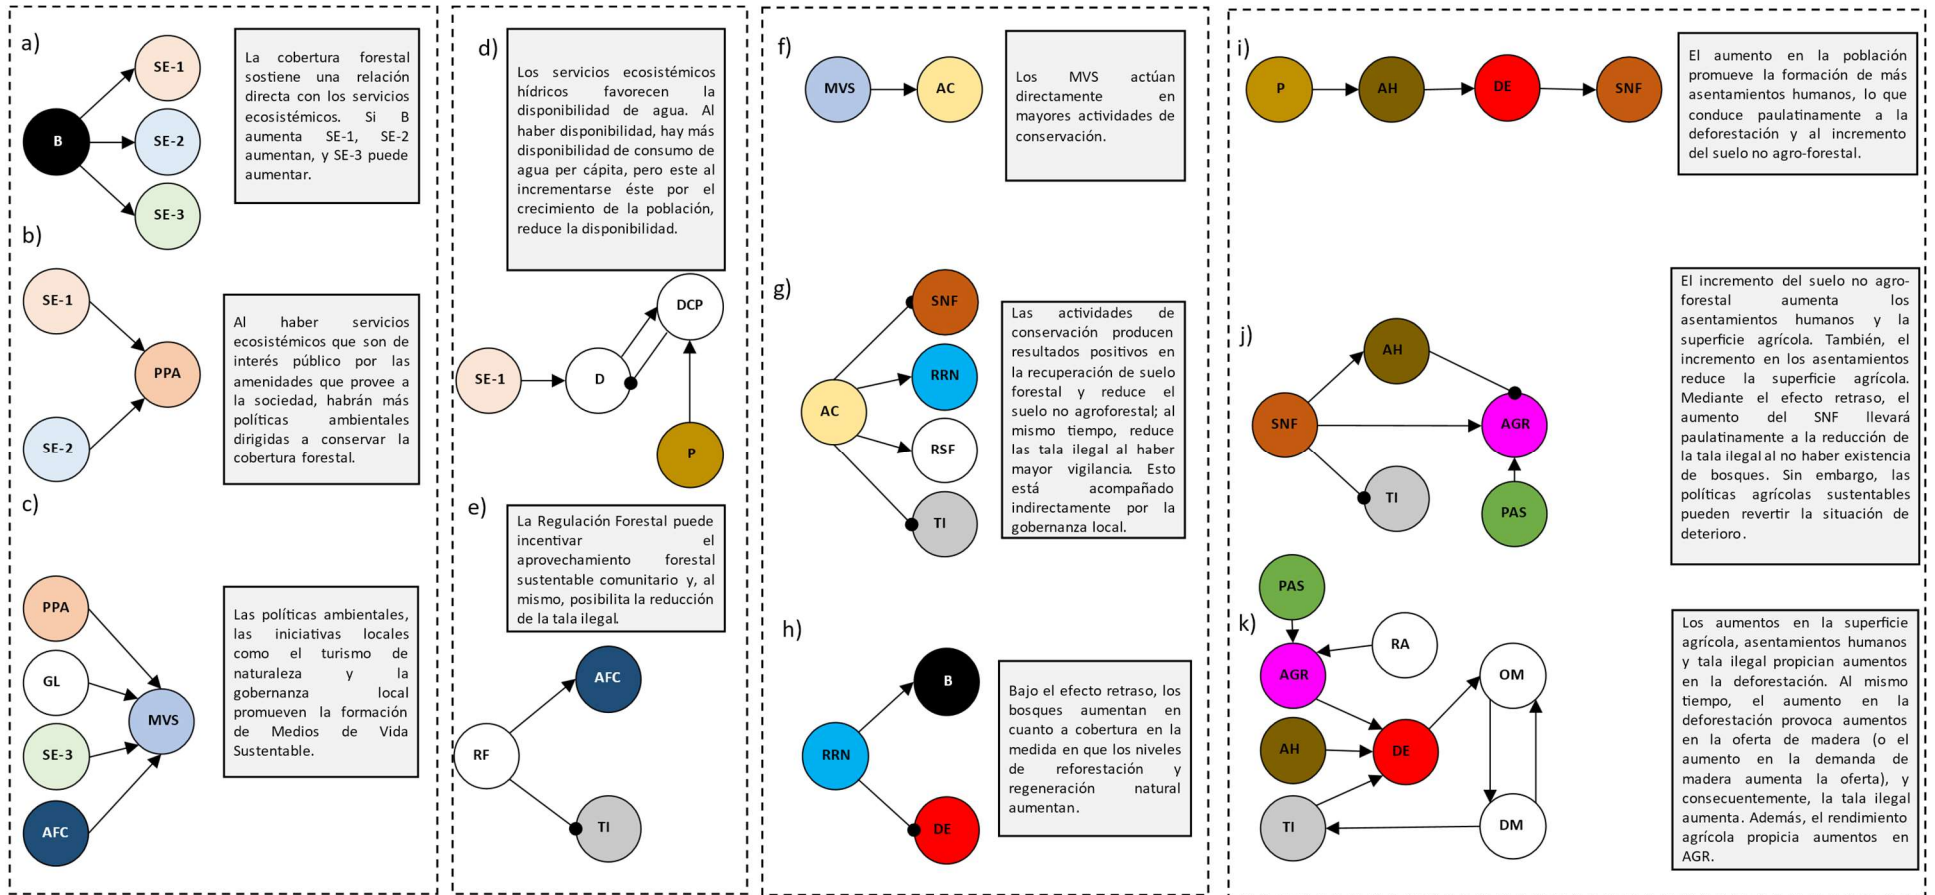 a)
SE-1
B
SE-2
SE-3
La cobertura forestal
sostiene una relación
directa con los servicios
ecosistémicos. Si B
aumenta SE-1, SE-2
aumentan, y SE-3 puede
aumentar.
b)
SE-1
PPA
SE-2
Al haber servicios
ecosistémicos que son de
interés público por las
amenidades que provee a
la sociedad, habrán más
políticas ambientales
dirigidas a conservar la
cobertura forestal.
c)
PPA
GL
MVS
SE-3
AFC
Las políticas ambientales,
las iniciativas locales
como el turismo de
naturaleza y la
gobernanza local
promueven la formación
de Medios de Vida
Sustentable.
d)
Los servicios ecosistémicos
hídricos favorecen la
disponibilidad de agua. Al
haber disponibilidad, hay más
disponibilidad de consumo de
agua per cápita, pero este al
incrementarse éste por el
crecimiento de la población,
reduce la disponibilidad.
DCP
SE-1
D
P
e)
La Regulación Forestal puede
incentivar el
aprovechamiento forestal
sustentable comunitario y, al
mismo, posibilita la reducción
de la tala ilegal.
AFC
RF
TI
f)
MVS
AC
Los MVS actúan
directamente en
mayores actividades de
conservación.
g)
SNF
RRN
AC
RSF
TI
Las actividades de
conservación producen
resultados positivos en
la recuperación de suelo
forestal y reduce el
suelo no agroforestal; al
mismo tiempo, reduce
las tala ilegal al haber
mayor vigilancia. Esto
está acompañado
indirectamente por la
gobernanza local.
h)
B
RRN
DE
Bajo el efecto retraso, los
bosques aumentan en
cuanto a cobertura en la
medida en que los niveles
de reforestación y
regeneración natural
aumentan.
i)
P
AH
DE
SNF
El aumento en la población
promueve la formación de más
asentamientos humanos, lo que
conduce paulatinamente a la
deforestación y al incremento
del suelo no agro-forestal.
j)
AH
SNF
AGR
TI
PAS
El incremento del suelo no agro-
forestal aumenta los
asentamientos humanos y la
superficie agrícola. También, el
incremento en los asentamientos
reduce la superficie agrícola.
Mediante el efecto retraso, el
aumento del SNF llevará
paulatinamente a la reducción de
la tala ilegal al no haber existencia
de bosques. Sin embargo, las
políticas agrícolas sustentables
pueden revertir la situación de
deterioro.
k)
PAS
RA
AGR
OM
AH
DE
TI
DM
Los aumentos en la superficie
agrícola, asentamientos humanos
y tala ilegal propician aumentos
en la deforestación. Al mismo
tiempo, el aumento en la
deforestación provoca aumentos
en la oferta de madera (o el
aumento en la demanda de
madera aumenta la oferta), y
consecuentemente, la tala ilegal
aumenta. Además, el rendimiento
agrícola propicia aumentos en
AGR.